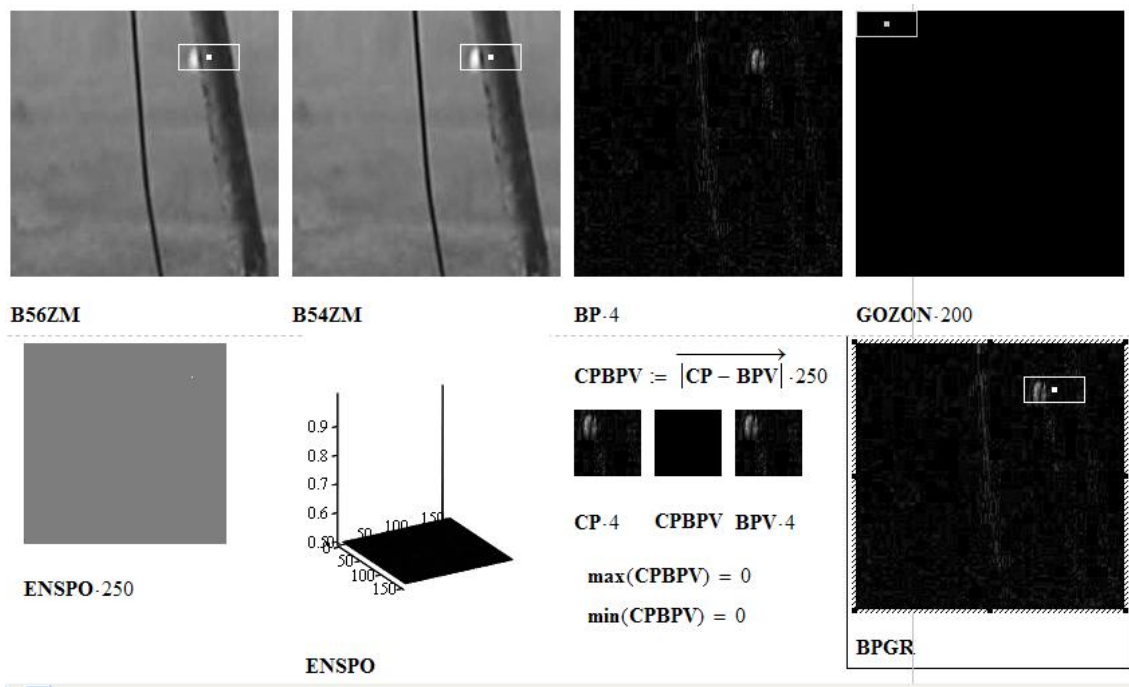 B56ZM B54ZM BP·4 GOZON·200
CPBPV := |CP − BPV|·250
0.9
0.8
0.7
0.6
50 100 150
50
100
150
CP·4 CPBPV BPV·4
ENSPO·250
max(CPBPV) = 0
min(CPBPV) = 0
BPGR
ENSPO